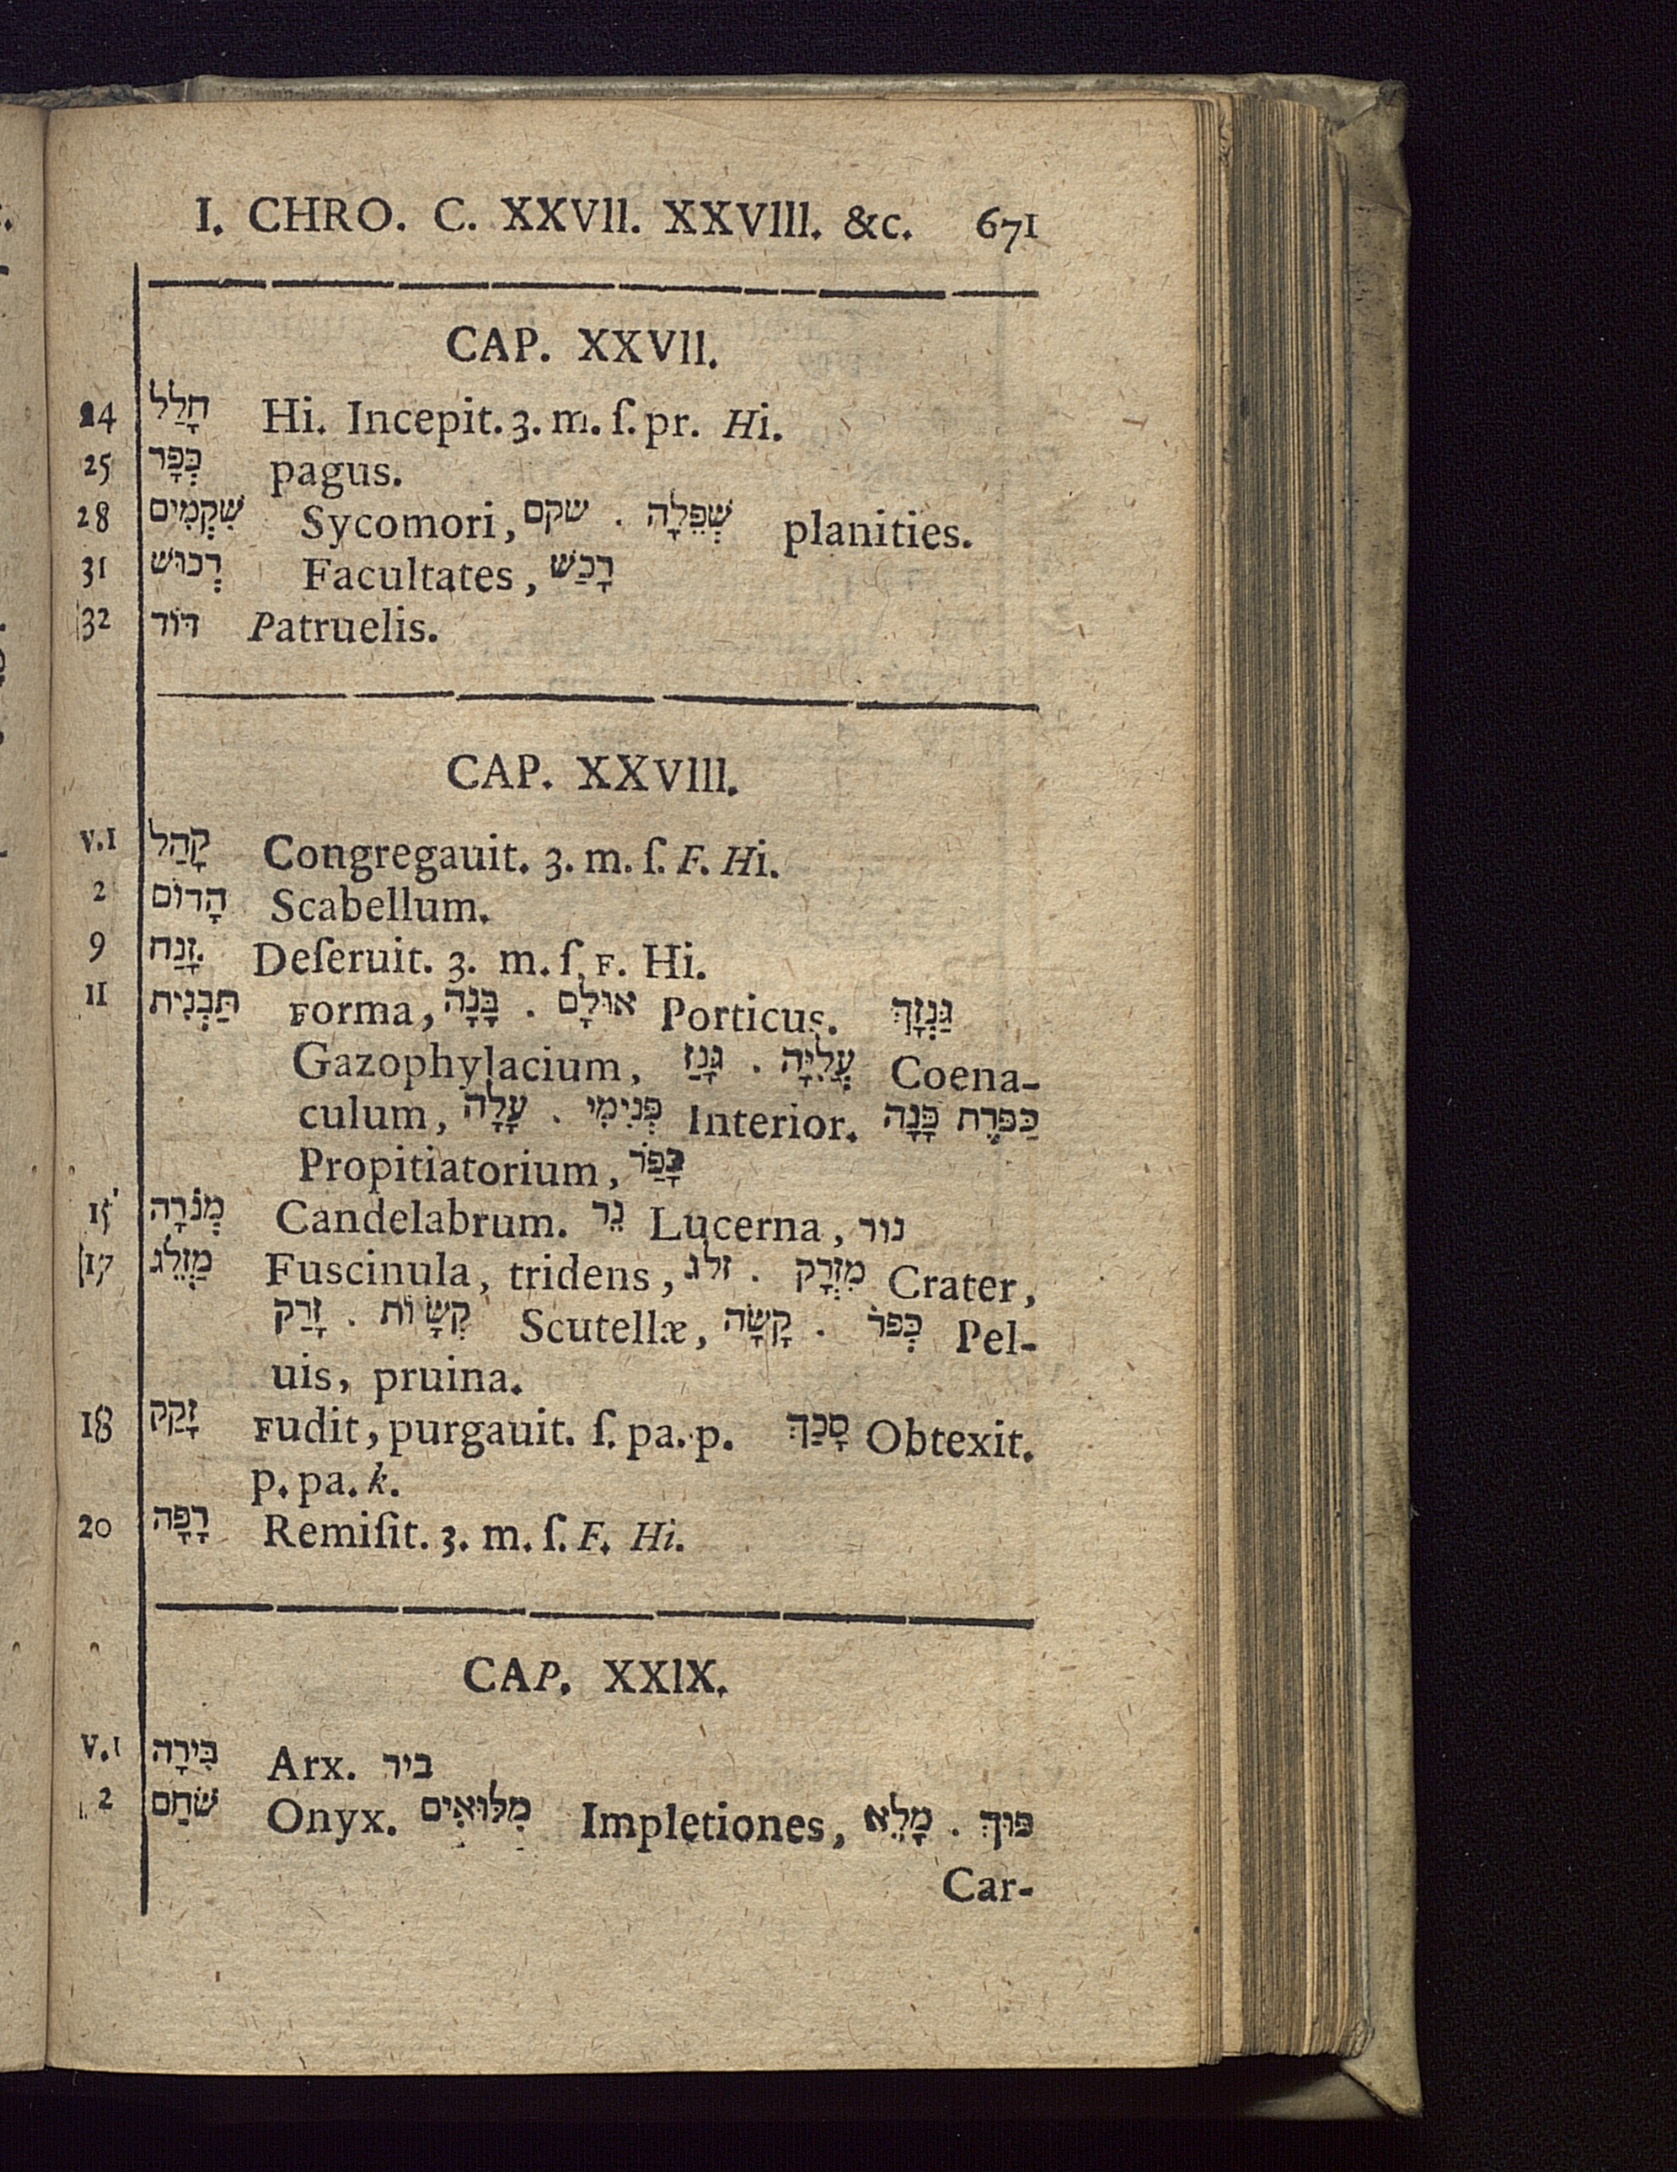 I. CHRO. C. XXVII. XXVIII. &c. 671
CAP. XXVII.
24 חָלַל Hi. Incepit. 3. m. ſ. pr. Hi.
25 כְּפָר pagus.
28 שִׁקְמִים Sycomori, שקם . שְׁפֵלָה planities.
31 רְכוּשׁ Facultates, רָכַשׁ
32 דּוֹד Patruelis.
CAP. XXVIII.
V.1 קָהַל Congregauit. 3. m. ſ. F. Hi.
2 הָדוֹם Scabellum.
9 זָנַח Deſeruit. 3. m. ſ. F. Hi.
11 תַּבְנִית Forma, בָּנָה . אוּלָם Porticus. גַּנְזָךְ
Gazophylacium, גָּנַז . עֲלִיָּה Coena-
culum, עָלָה . פְּנִימִי Interior. כַּפֹּרֶת פָּנָה
Propitiatorium, כָּפַר
15 מְנֹרָה Candelabrum. נֵר Lucerna, נור
17 מַזְלֵג Fuscinula, tridens, זלג . מִזְרָק Crater,
זָרַק . קְשָׂוֹת Scutellæ, קָשָׂה . כְּפֹר Pel-
uis, pruina.
18 זָקַק Fudit, purgauit. ſ. pa. p. סָכַךְ Obtexit.
p. pa. k.
20 רָפָה Remiſit. 3. m. ſ. F. Hi.
CAP. XXIX.
V.1 בִּירָה Arx. ביר
2 שֹׁהַם Onyx. מִלּוּאִים Impletiones, מָלֵא . פּוּךְ
Car-